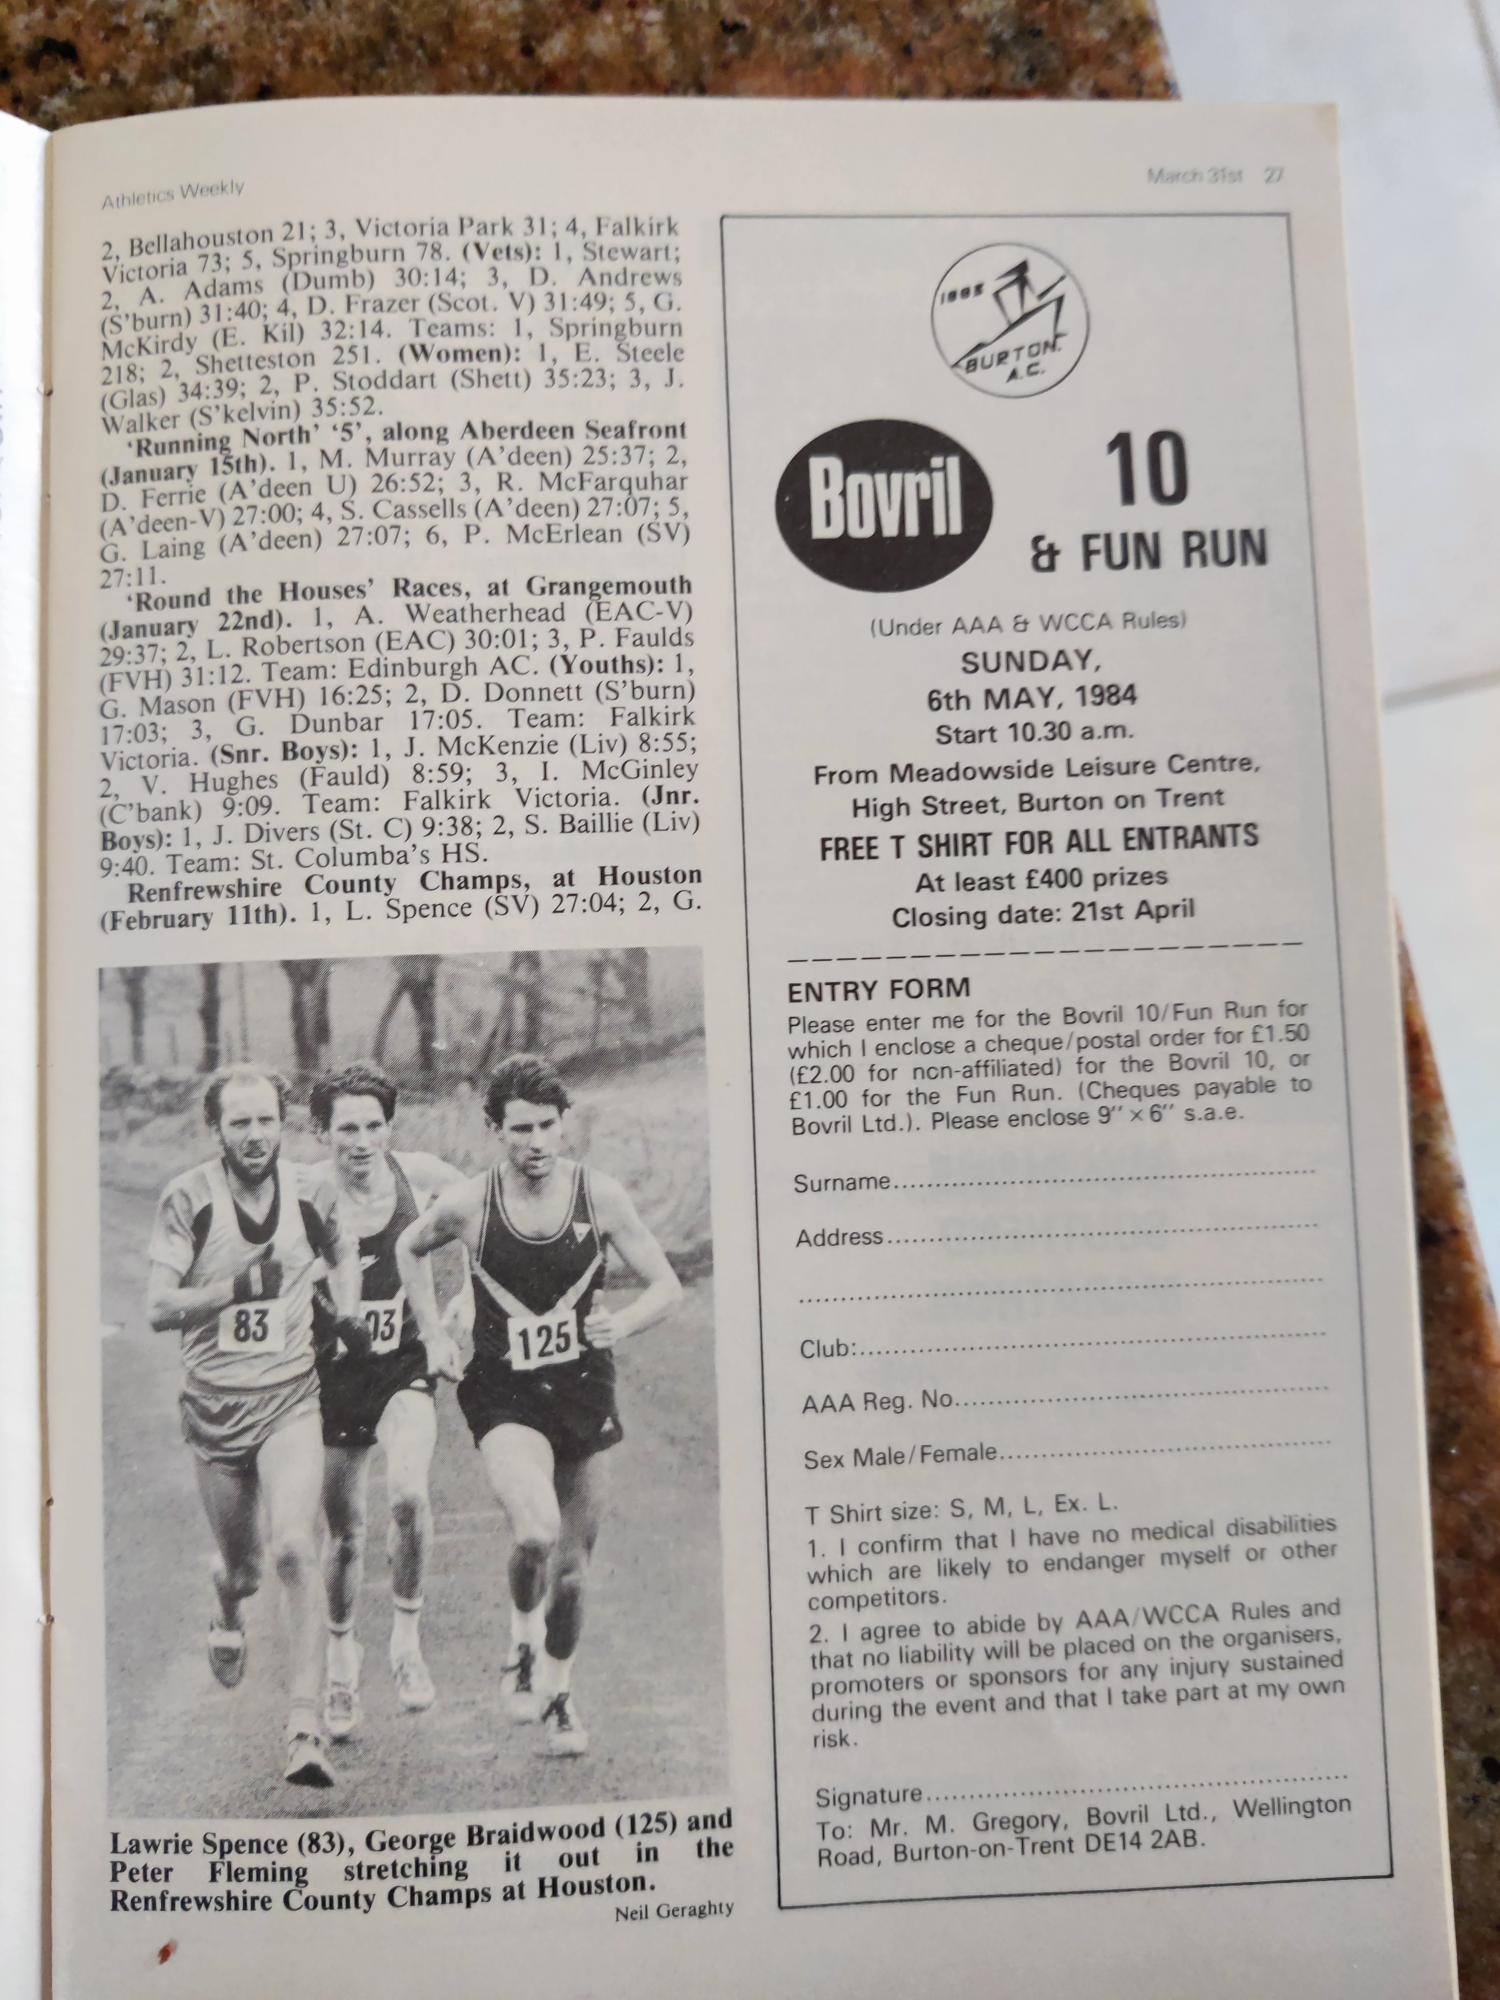 Athletics Weekly
March 31st 27
2, Bellahouston 21; 3, Victoria Park 31; 4, Falkirk
Victoria 73; 5, Springburn 78. (Vets): 1, Stewart;
2, A. Adams (Dumb) 30:14; 3, D. Andrews
(S'burn) 31:40; 4, D. Frazer (Scot. V) 31:49; 5, G.
McKirdy (E. Kil) 32:14. Teams: 1, Springburn
218; 2, Shetteston 251. (Women): 1, E. Steele
(Glas) 34:39; 2, P. Stoddart (Shett) 35:23; 3, J.
Walker (S'kelvin) 35:52.
'Running North' '5', along Aberdeen Seafront
(January 15th). 1, M. Murray (A'deen) 25:37; 2,
D. Ferrie (A'deen U) 26:52; 3, R. McFarquhar
(A'deen-V) 27:00; 4, S. Cassells (A'deen) 27:07; 5,
G. Laing (A'deen) 27:07; 6, P. McErlean (SV)
27:11.
'Round the Houses' Races, at Grangemouth
(January 22nd). 1, A. Weatherhead (EAC-V)
29:37; 2, L. Robertson (EAC) 30:01; 3, P. Faulds
(FVH) 31:12. Team: Edinburgh AC. (Youths): 1,
G. Mason (FVH) 16:25; 2, D. Donnett (S'burn)
17:03; 3, G. Dunbar 17:05. Team: Falkirk
Victoria. (Snr. Boys): 1, J. McKenzie (Liv) 8:55;
2, V. Hughes (Fauld) 8:59; 3, I. McGinley
(C'bank) 9:09. Team: Falkirk Victoria. (Jnr.
Boys): 1, J. Divers (St. C) 9:38; 2, S. Baillie (Liv)
9:40. Team: St. Columba's HS.
Renfrewshire County Champs, at Houston
(February 11th). 1, L. Spence (SV) 27:04; 2, G.
83
93
125
Lawrie Spence (83), George Braidwood (125) and
Peter Fleming stretching it out in the
Renfrewshire County Champs at Houston.
Neil Geraghty
BURTON
A.C.
Bovril
10
& FUN RUN
(Under AAA & WCCA Rules)
SUNDAY,
6th MAY, 1984
Start 10.30 a.m.
From Meadowside Leisure Centre,
High Street, Burton on Trent
FREE T SHIRT FOR ALL ENTRANTS
At least £400 prizes
Closing date: 21st April
ENTRY FORM
Please enter me for the Bovril 10/Fun Run for
which I enclose a cheque/postal order for £1.50
(£2.00 for non-affiliated) for the Bovril 10, or
£1.00 for the Fun Run. (Cheques payable to
Bovril Ltd.). Please enclose 9″ × 6″ s.a.e.
Surname
Address
Club:
AAA Reg. No.
Sex Male/Female
T Shirt size: S, M, L, Ex. L.
1. I confirm that I have no medical disabilities
which are likely to endanger myself or other
competitors.
2. I agree to abide by AAA/WCCA Rules and
that no liability will be placed on the organisers,
promoters or sponsors for any injury sustained
during the event and that I take part at my own
risk.
Signature
To: Mr. M. Gregory, Bovril Ltd., Wellington
Road, Burton-on-Trent DE14 2AB.